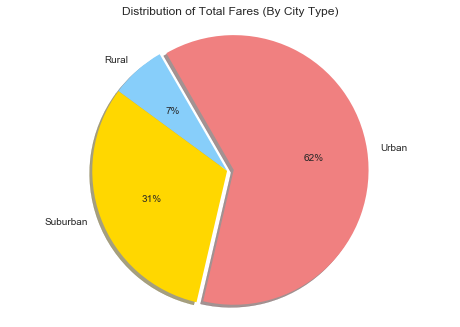 Distribution of Total Fares (By City Type)
Rural
7%
Urban
62%
31%
Suburban